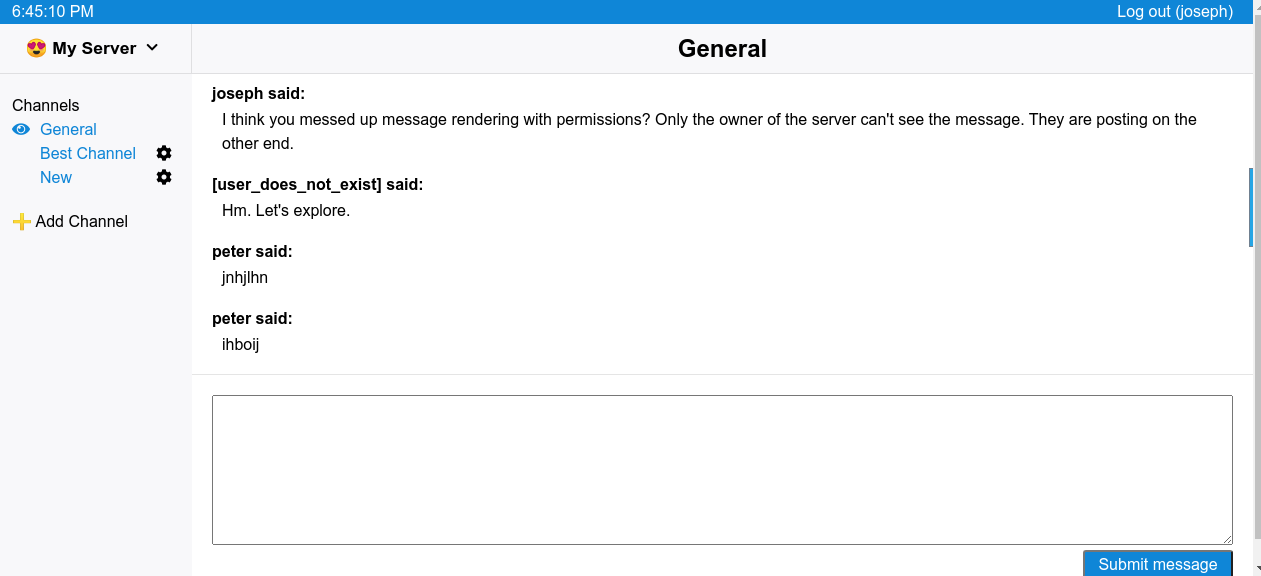 6:45:10 PM
Log out (joseph)
😍 My Server
General
Channels
General
Best Channel
New
➕ Add Channel
joseph said:
I think you messed up message rendering with permissions? Only the owner of the server can't see the message. They are posting on the
other end.
[user_does_not_exist] said:
Hm. Let's explore.
peter said:
jnhjlhn
peter said:
ihboij
Submit message